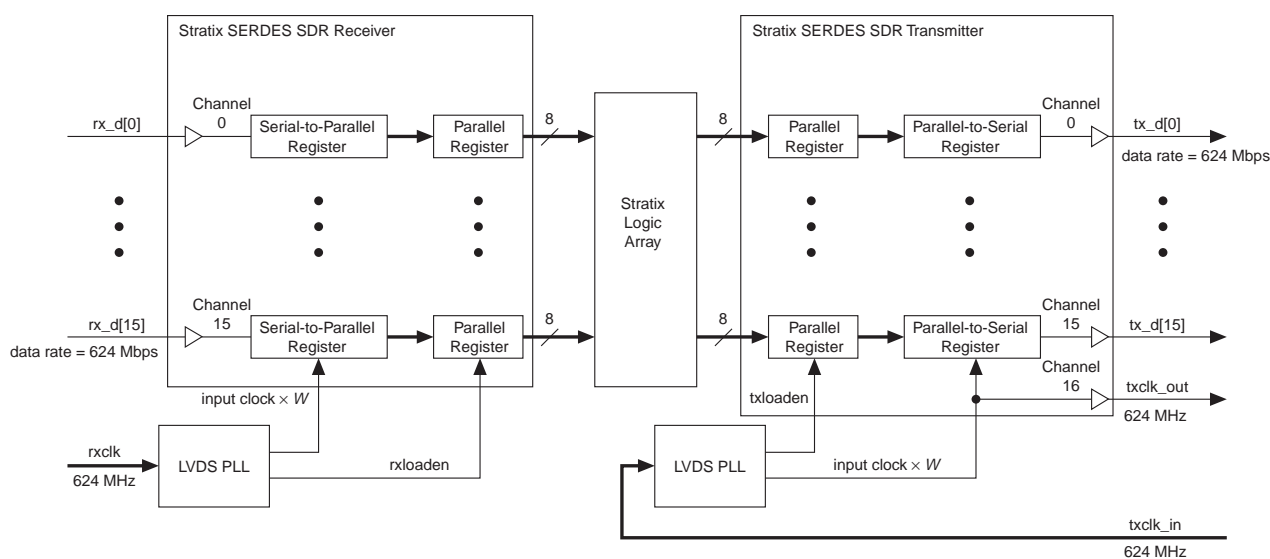 Stratix SERDES SDR Receiver
Stratix SERDES SDR Transmitter
rx_d[0]
Channel
0
Serial-to-Parallel
Register
Parallel
Register
8
Stratix
Logic
Array
8
Parallel
Register
Parallel-to-Serial
Register
Channel
0
tx_d[0]
data rate = 624 Mbps
rx_d[15]
data rate = 624 Mbps
Channel
15
Serial-to-Parallel
Register
Parallel
Register
8
8
Parallel
Register
Parallel-to-Serial
Register
Channel
15
tx_d[15]
Channel
16
txclk_out
624 MHz
input clock × W
rxclk
624 MHz
LVDS PLL
rxloaden
txloaden
LVDS PLL
input clock × W
txclk_in
624 MHz